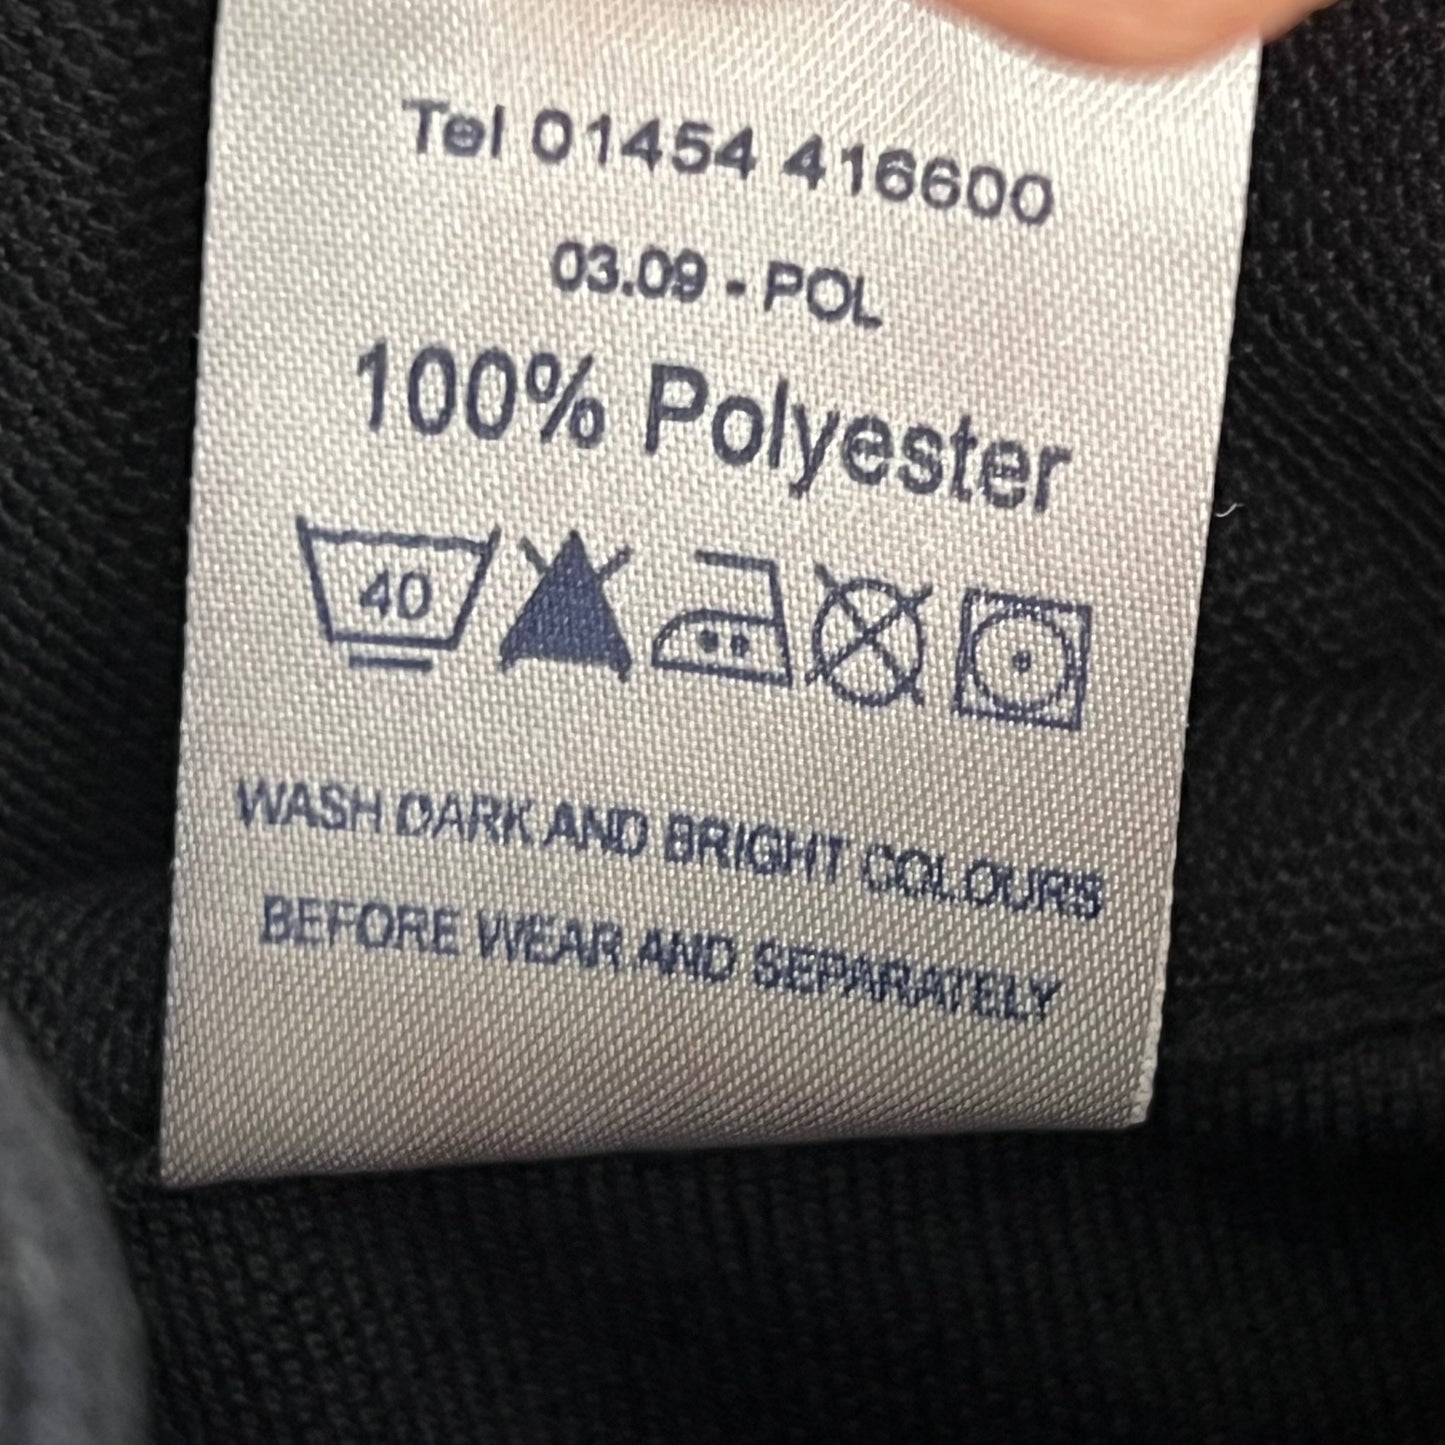 Tel 01454 416600
03.09 - POL
100% Polyester
40
WASH DARK AND BRIGHT COLOURS
BEFORE WEAR AND SEPARATELY